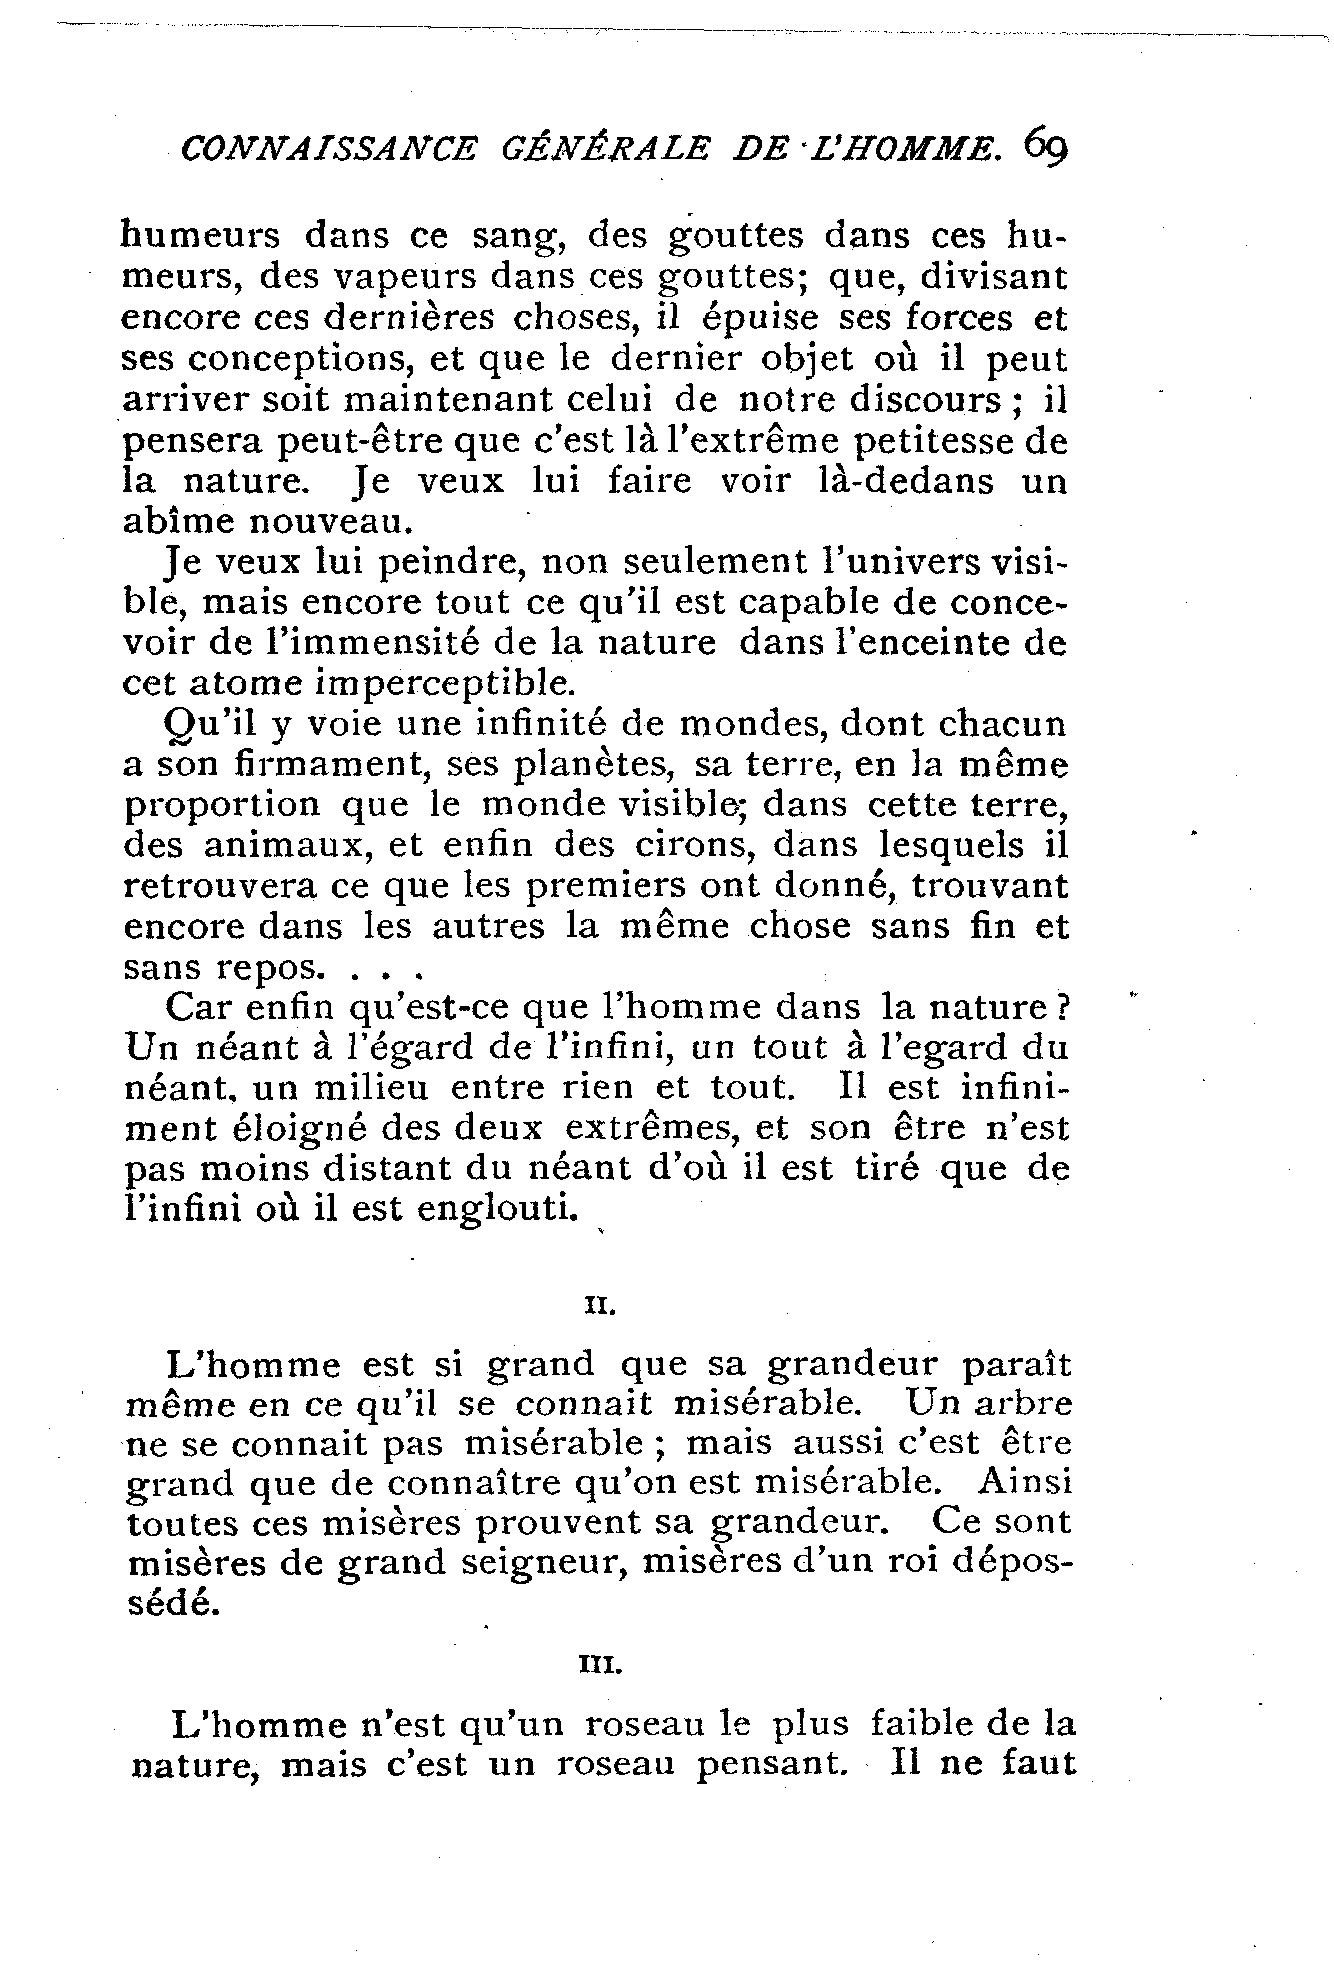 CONNAISSANCE GÉNÉRALE DE L'HOMME. 69
humeurs dans ce sang, des gouttes dans ces hu-
meurs, des vapeurs dans ces gouttes; que, divisant
encore ces dernières choses, il épuise ses forces et
ses conceptions, et que le dernier objet où il peut
arriver soit maintenant celui de notre discours ; il
pensera peut-être que c'est là l'extrême petitesse de
la nature. Je veux lui faire voir là-dedans un
abîme nouveau.
Je veux lui peindre, non seulement l'univers visi-
ble, mais encore tout ce qu'il est capable de conce-
voir de l'immensité de la nature dans l'enceinte de
cet atome imperceptible.
Qu'il y voie une infinité de mondes, dont chacun
a son firmament, ses planètes, sa terre, en la même
proportion que le monde visible; dans cette terre,
des animaux, et enfin des cirons, dans lesquels il
retrouvera ce que les premiers ont donné, trouvant
encore dans les autres la même chose sans fin et
sans repos. . . .
Car enfin qu'est-ce que l'homme dans la nature ?
Un néant à l'égard de l'infini, un tout à l'egard du
néant, un milieu entre rien et tout. Il est infini-
ment éloigné des deux extrêmes, et son être n'est
pas moins distant du néant d'où il est tiré que de
l'infini où il est englouti.
II.
L'homme est si grand que sa grandeur paraît
même en ce qu'il se connait misérable. Un arbre
ne se connait pas misérable ; mais aussi c'est être
grand que de connaître qu'on est misérable. Ainsi
toutes ces misères prouvent sa grandeur. Ce sont
misères de grand seigneur, misères d'un roi dépos-
sédé.
III.
L'homme n'est qu'un roseau le plus faible de la
nature, mais c'est un roseau pensant. Il ne faut